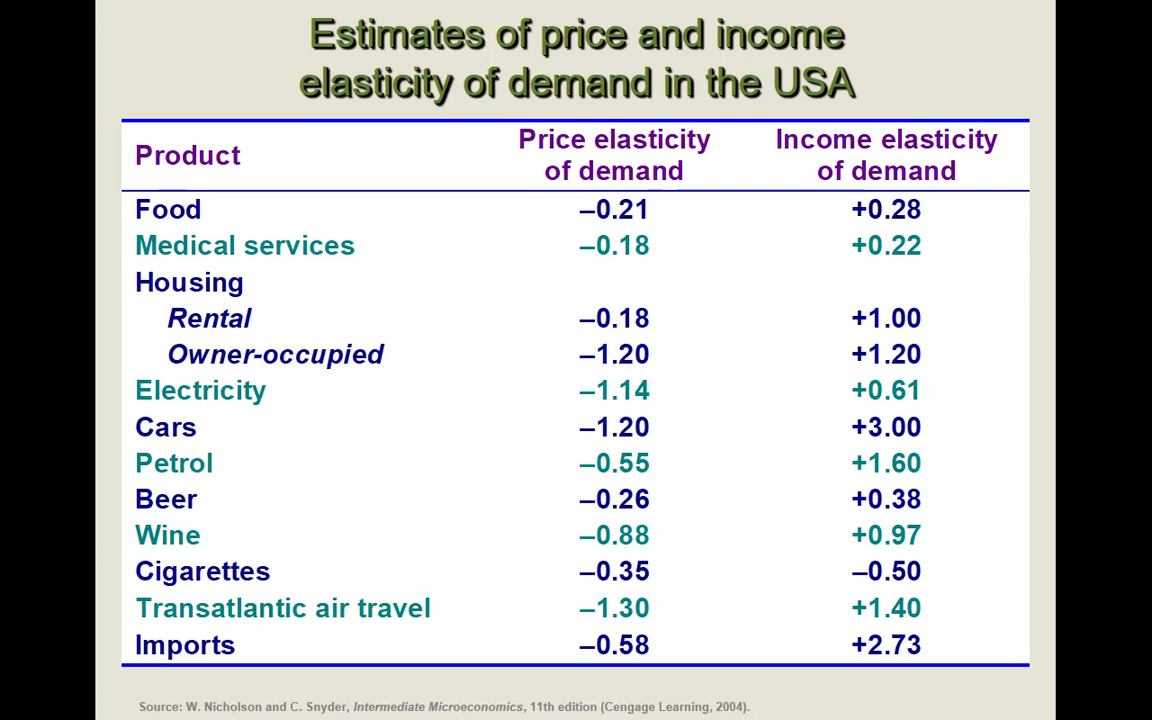 Estimates of price and income
elasticity of demand in the USA
Product Price elasticity of demand Income elasticity of demand
Food –0.21 +0.28
Medical services –0.18 +0.22
Housing
Rental –0.18 +1.00
Owner-occupied –1.20 +1.20
Electricity –1.14 +0.61
Cars –1.20 +3.00
Petrol –0.55 +1.60
Beer –0.26 +0.38
Wine –0.88 +0.97
Cigarettes –0.35 –0.50
Transatlantic air travel –1.30 +1.40
Imports –0.58 +2.73
Source: W. Nicholson and C. Snyder, Intermediate Microeconomics, 11th edition (Cengage Learning, 2004).